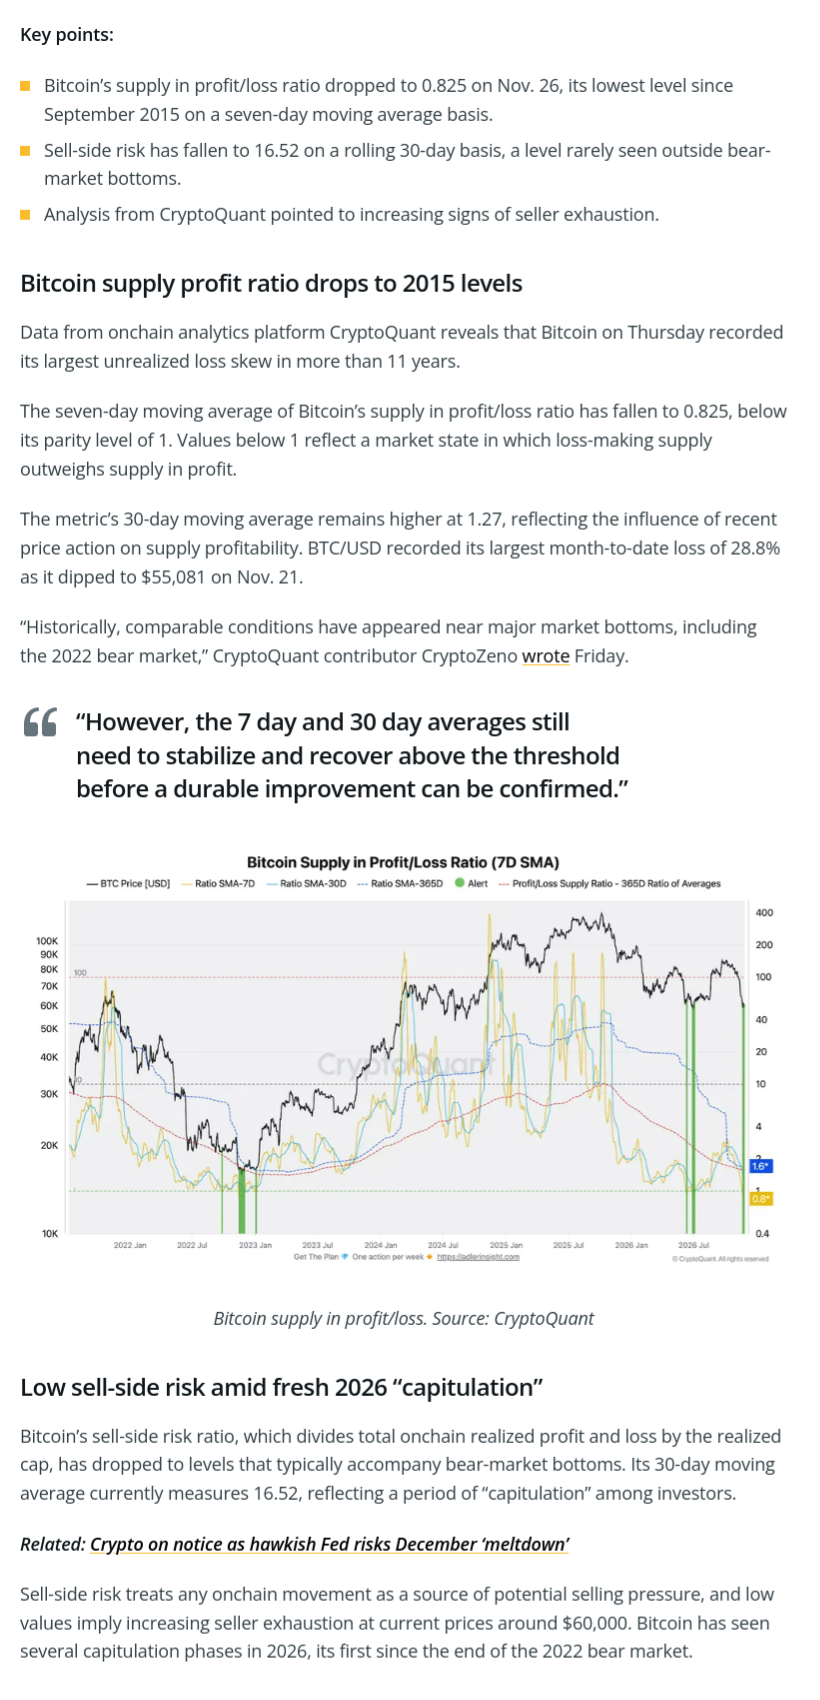 Key points:
Bitcoin’s supply in profit/loss ratio dropped to 0.825 on Nov. 26, its lowest level since
September 2015 on a seven-day moving average basis.
Sell-side risk has fallen to 16.52 on a rolling 30-day basis, a level rarely seen outside bear-
market bottoms.
Analysis from CryptoQuant pointed to increasing signs of seller exhaustion.
Bitcoin supply profit ratio drops to 2015 levels
Data from onchain analytics platform CryptoQuant reveals that Bitcoin on Thursday recorded
its largest unrealized loss skew in more than 11 years.
The seven-day moving average of Bitcoin’s supply in profit/loss ratio has fallen to 0.825, below
its parity level of 1. Values below 1 reflect a market state in which loss-making supply
outweighs supply in profit.
The metric’s 30-day moving average remains higher at 1.27, reflecting the influence of recent
price action on supply profitability. BTC/USD recorded its largest month-to-date loss of 28.8%
as it dipped to $55,081 on Nov. 21.
“Historically, comparable conditions have appeared near major market bottoms, including
the 2022 bear market,” CryptoQuant contributor CryptoZeno wrote Friday.
“However, the 7 day and 30 day averages still
need to stabilize and recover above the threshold
before a durable improvement can be confirmed.”
Bitcoin Supply in Profit/Loss Ratio (7D SMA)
BTC Price [USD] Ratio SMA-7D Ratio SMA-30D Ratio SMA-365D Alert Profit/Loss Supply Ratio - 365D Ratio of Averages
400
100K 200
90K
80K 100 100
70K
60K
50K 40
40K 20
CryptoQuant
10
30K
4
20K
2
1.6*
1
0.8*
10K 0.4
2022 Jan 2022 Jul 2023 Jan 2023 Jul 2024 Jan 2024 Jul 2025 Jan 2025 Jul 2026 Jan 2026 Jul
Get The Plan One action per week https://adlerinsight.com © CryptoQuant. All rights reserved
Bitcoin supply in profit/loss. Source: CryptoQuant
Low sell-side risk amid fresh 2026 “capitulation”
Bitcoin’s sell-side risk ratio, which divides total onchain realized profit and loss by the realized
cap, has dropped to levels that typically accompany bear-market bottoms. Its 30-day moving
average currently measures 16.52, reflecting a period of “capitulation” among investors.
Related: Crypto on notice as hawkish Fed risks December ‘meltdown’
Sell-side risk treats any onchain movement as a source of potential selling pressure, and low
values imply increasing seller exhaustion at current prices around $60,000. Bitcoin has seen
several capitulation phases in 2026, its first since the end of the 2022 bear market.